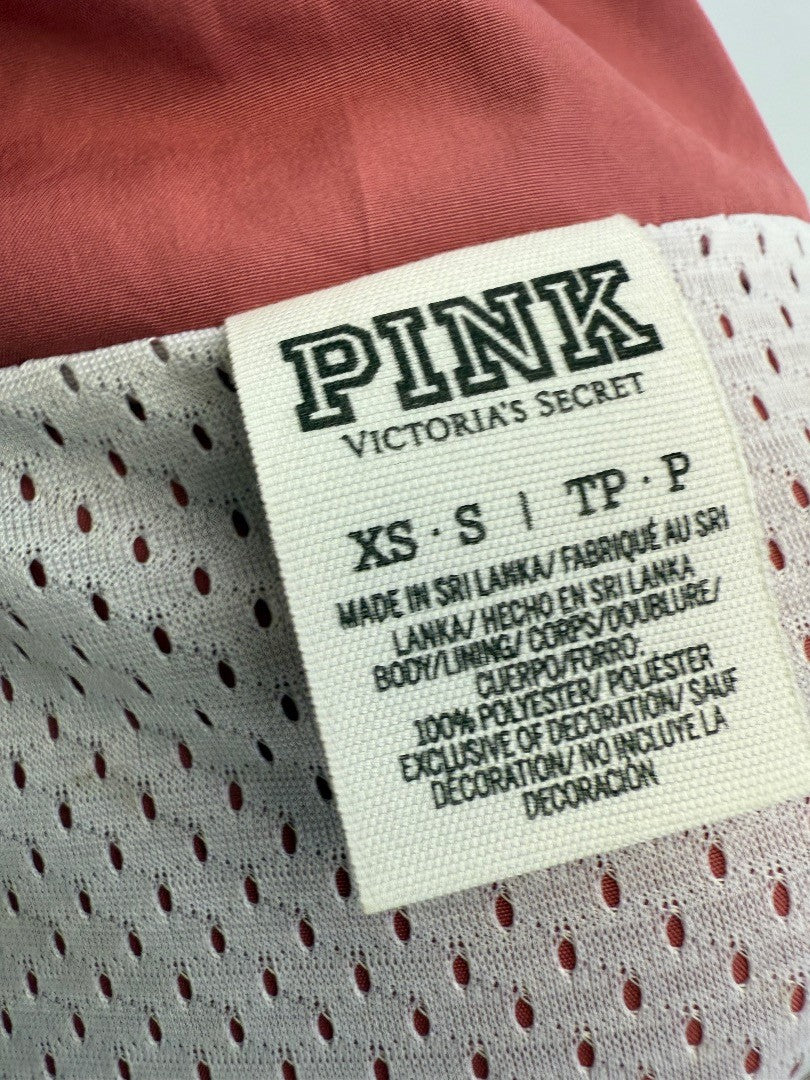 PINK
VICTORIA'S SECRET
XS · S | TP · P
MADE IN SRI LANKA/ FABRIQUÉ AU SRI
LANKA/ HECHO EN SRI LANKA
BODY/LINING/ CORPS/DOUBLURE/
CUERPO/FORRO:
100% POLYESTER/ POLIÉSTER
EXCLUSIVE OF DECORATION/ SAUF
DÉCORATION/ NO INCLUYE LA
DECORACIÓN